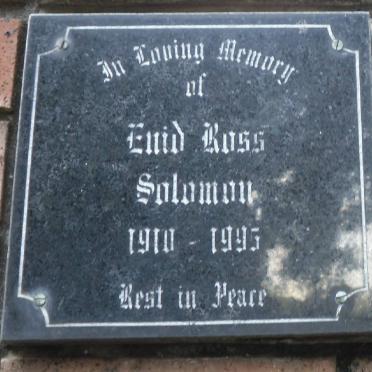 In Loving Memory
of
Enid Ross
Solomon
1910 - 1995
Rest in Peace